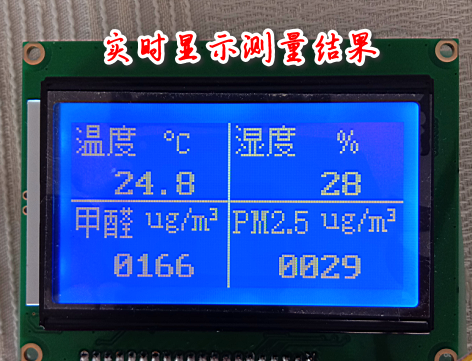 实时显示测量结果
温度 ℃ 湿度 %
24.8 28
甲醛 ug/m³ PM2.5 ug/m³
0166 0029